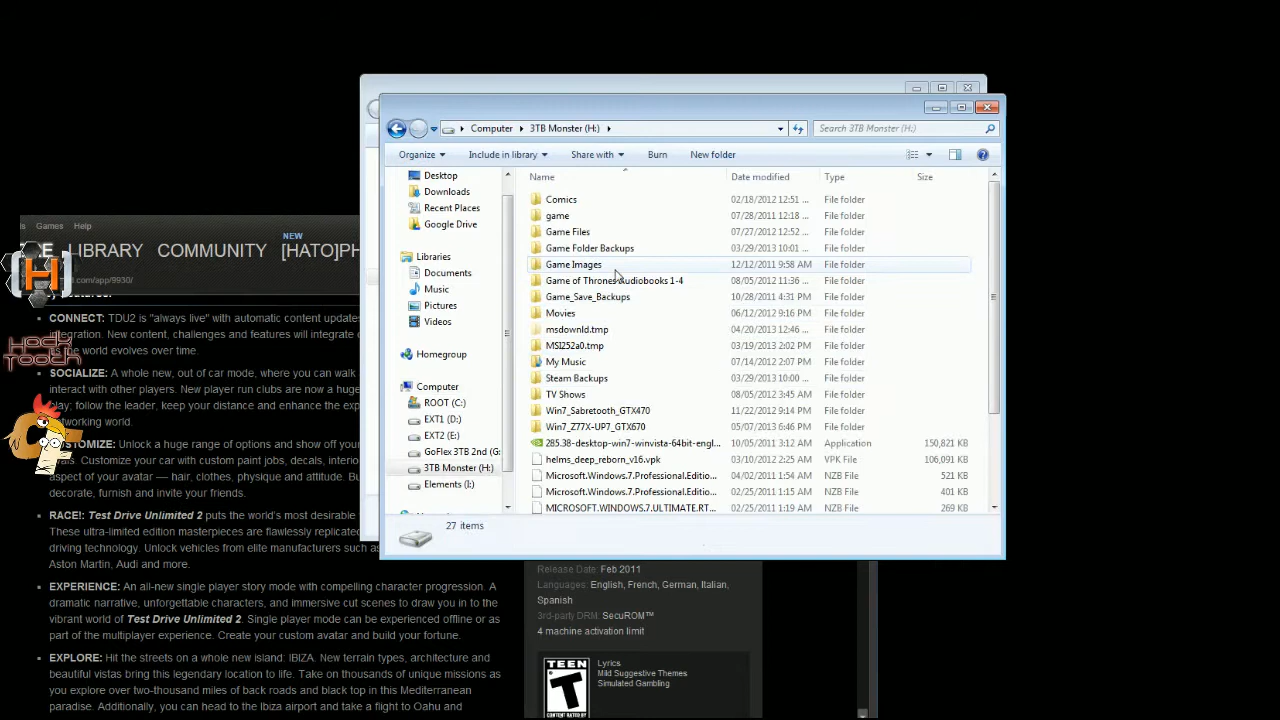 Computer 3TB Monster (H:)
Search 3TB Monster (H:)
Organize Include in library Share with Burn New folder
Desktop
Downloads
Recent Places
Google Drive
Libraries
Documents
Music
Pictures
Videos
Homegroup
Computer
ROOT (C:)
EXT1 (D:)
EXT2 (E:)
GoFlex 3TB 2nd (G:
3TB Monster (H:)
Elements (I:)
Name Date modified Type Size
Comics 02/18/2012 12:51 ... File folder
game 07/28/2011 12:18 ... File folder
Game Files 07/27/2012 12:52 ... File folder
Game Folder Backups 03/29/2013 10:01 ... File folder
Game Images 12/12/2011 9:58 AM File folder
Game of Thrones Audiobooks 1-4 08/05/2012 11:36 ... File folder
Game_Save_Backups 10/28/2011 4:31 PM File folder
Movies 06/12/2012 9:16 PM File folder
msdownld.tmp 04/20/2013 12:46 ... File folder
MSI252a0.tmp 03/19/2013 2:02 PM File folder
My Music 07/14/2012 2:07 PM File folder
Steam Backups 03/29/2013 10:00 ... File folder
TV Shows 08/05/2012 3:45 AM File folder
Win7_Sabretooth_GTX470 11/22/2012 9:14 PM File folder
Win7_Z77X-UP7_GTX670 05/07/2013 6:46 PM File folder
285.38-desktop-win7-winvista-64bit-engl... 10/05/2011 3:12 AM Application 150,821 KB
helms_deep_reborn_v16.vpk 03/10/2012 2:25 AM VPK File 106,091 KB
Microsoft.Windows.7.Professional.Editio... 04/02/2011 1:54 AM NZB File 521 KB
Microsoft.Windows.7.Professional.Editio... 02/25/2011 1:15 AM NZB File 401 KB
MICROSOFT.WINDOWS.7.ULTIMATE.RT... 02/25/2011 1:19 AM NZB File 269 KB
27 items
ls Games Help
NEW
LIBRARY COMMUNITY [HATO]PH
om/app/9930/
H
CONNECT: TDU2 is "always live" with automatic content updates
integration. New content, challenges and features will integrate
the world evolves over time.
SOCIALIZE: A whole new, out of car mode, where you can walk
interact with other players. New player run clubs are now a huge
play; follow the leader, keep your distance and enhance the exp
networking world.
CUSTOMIZE: Unlock a huge range of options and show off your
Customize your car with custom paint jobs, decals, interio
aspect of your avatar — hair, clothes, physique and attitude. Bu
decorate, furnish and invite your friends.
RACE!: Test Drive Unlimited 2 puts the world's most desirable
These ultra-limited edition masterpieces are flawlessly replicated
driving technology. Unlock vehicles from elite manufacturers such as
Aston Martin, Audi and more.
EXPERIENCE: An all-new single player story mode with compelling character progression. A
dramatic narrative, unforgettable characters, and immersive cut scenes to draw you in to the
vibrant world of Test Drive Unlimited 2. Single player mode can be experienced offline or as
part of the multiplayer experience. Create your custom avatar and build your fortune.
EXPLORE: Hit the streets on a whole new island: IBIZA. New terrain types, architecture and
beautiful vistas bring this legendary location to life. Take on thousands of unique missions as
you explore over two-thousand miles of back roads and black top in this Mediterranean
paradise. Additionally, you can head to the Ibiza airport and take a flight to Oahu and
Release Date: Feb 2011
Languages: English, French, German, Italian,
Spanish
3rd-party DRM: SecuROM™
4 machine activation limit
TEEN
T
Lyrics
Mild Suggestive Themes
Simulated Gambling